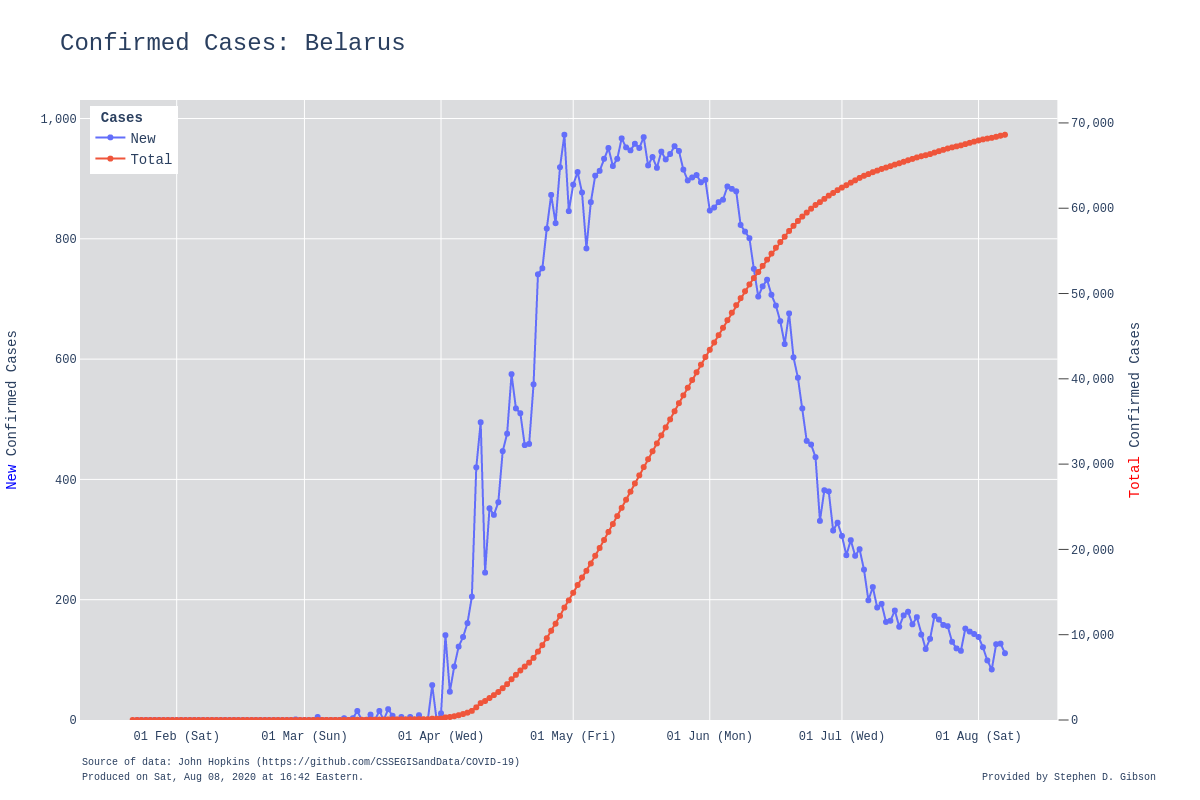 Confirmed Cases: Belarus
Cases
New
Total
1,000
800
600
400
200
0
70,000
60,000
50,000
40,000
30,000
20,000
10,000
0
New Confirmed Cases
Total Confirmed Cases
01 Feb (Sat)
01 Mar (Sun)
01 Apr (Wed)
01 May (Fri)
01 Jun (Mon)
01 Jul (Wed)
01 Aug (Sat)
Source of data: John Hopkins (https://github.com/CSSEGISandData/COVID-19)
Produced on Sat, Aug 08, 2020 at 16:42 Eastern.
Provided by Stephen D. Gibson